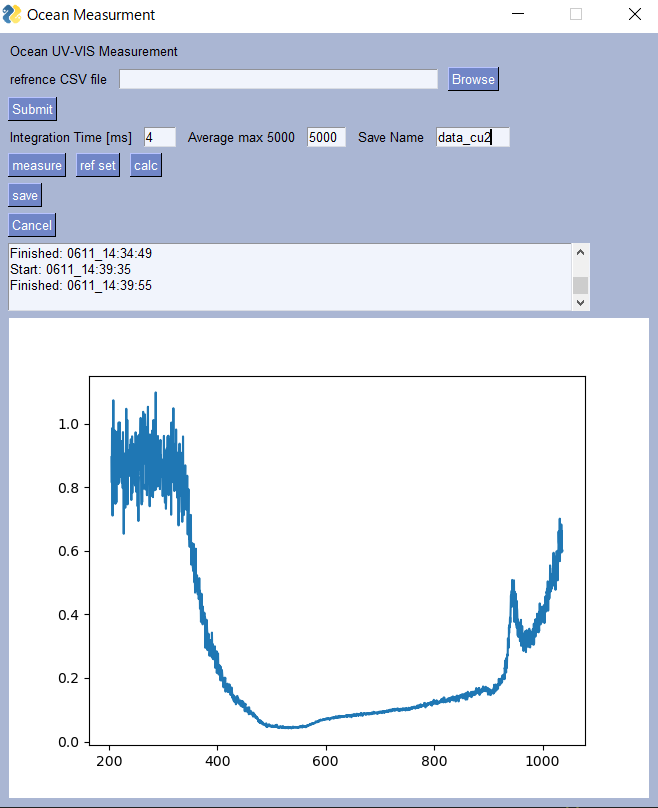 Ocean Measurment
Ocean UV-VIS Measurement
refrence CSV file Browse
Submit
Integration Time [ms] 4 Average max 5000 5000 Save Name data_cu2
measure ref set calc
save
Cancel
Finished: 0611_14:34:49
Start: 0611_14:39:35
Finished: 0611_14:39:55
1.0
0.8
0.6
0.4
0.2
0.0
200 400 600 800 1000